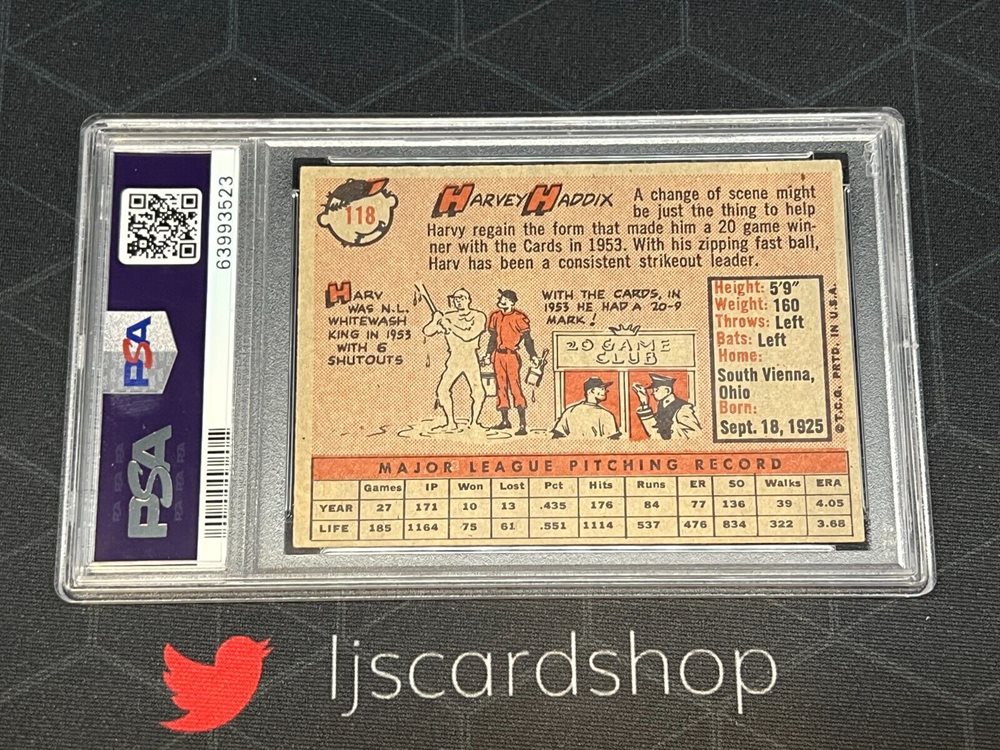 63993523
PSA
PSA
118
HARVEY HADDIX
A change of scene might
be just the thing to help
Harvy regain the form that made him a 20 game win-
ner with the Cards in 1953. With his zipping fast ball,
Harv has been a consistent strikeout leader.
HARV
WAS N.L.
WHITEWASH
KING IN 1953
WITH 6
SHUTOUTS
WITH THE CARDS, IN
1953 HE HAD A 20-9
MARK!
20 GAME
CLUB
Height: 5'9"
Weight: 160
Throws: Left
Bats: Left
Home:
South Vienna,
Ohio
Born:
Sept. 18, 1925
© T.C.G. PRTD. IN U.S.A.
MAJOR LEAGUE PITCHING RECORD
Games IP Won Lost Pct Hits Runs ER SO Walks ERA
YEAR 27 171 10 13 .435 176 84 77 136 39 4.05
LIFE 185 1164 75 61 .551 1114 537 476 834 322 3.68
ljscardshop